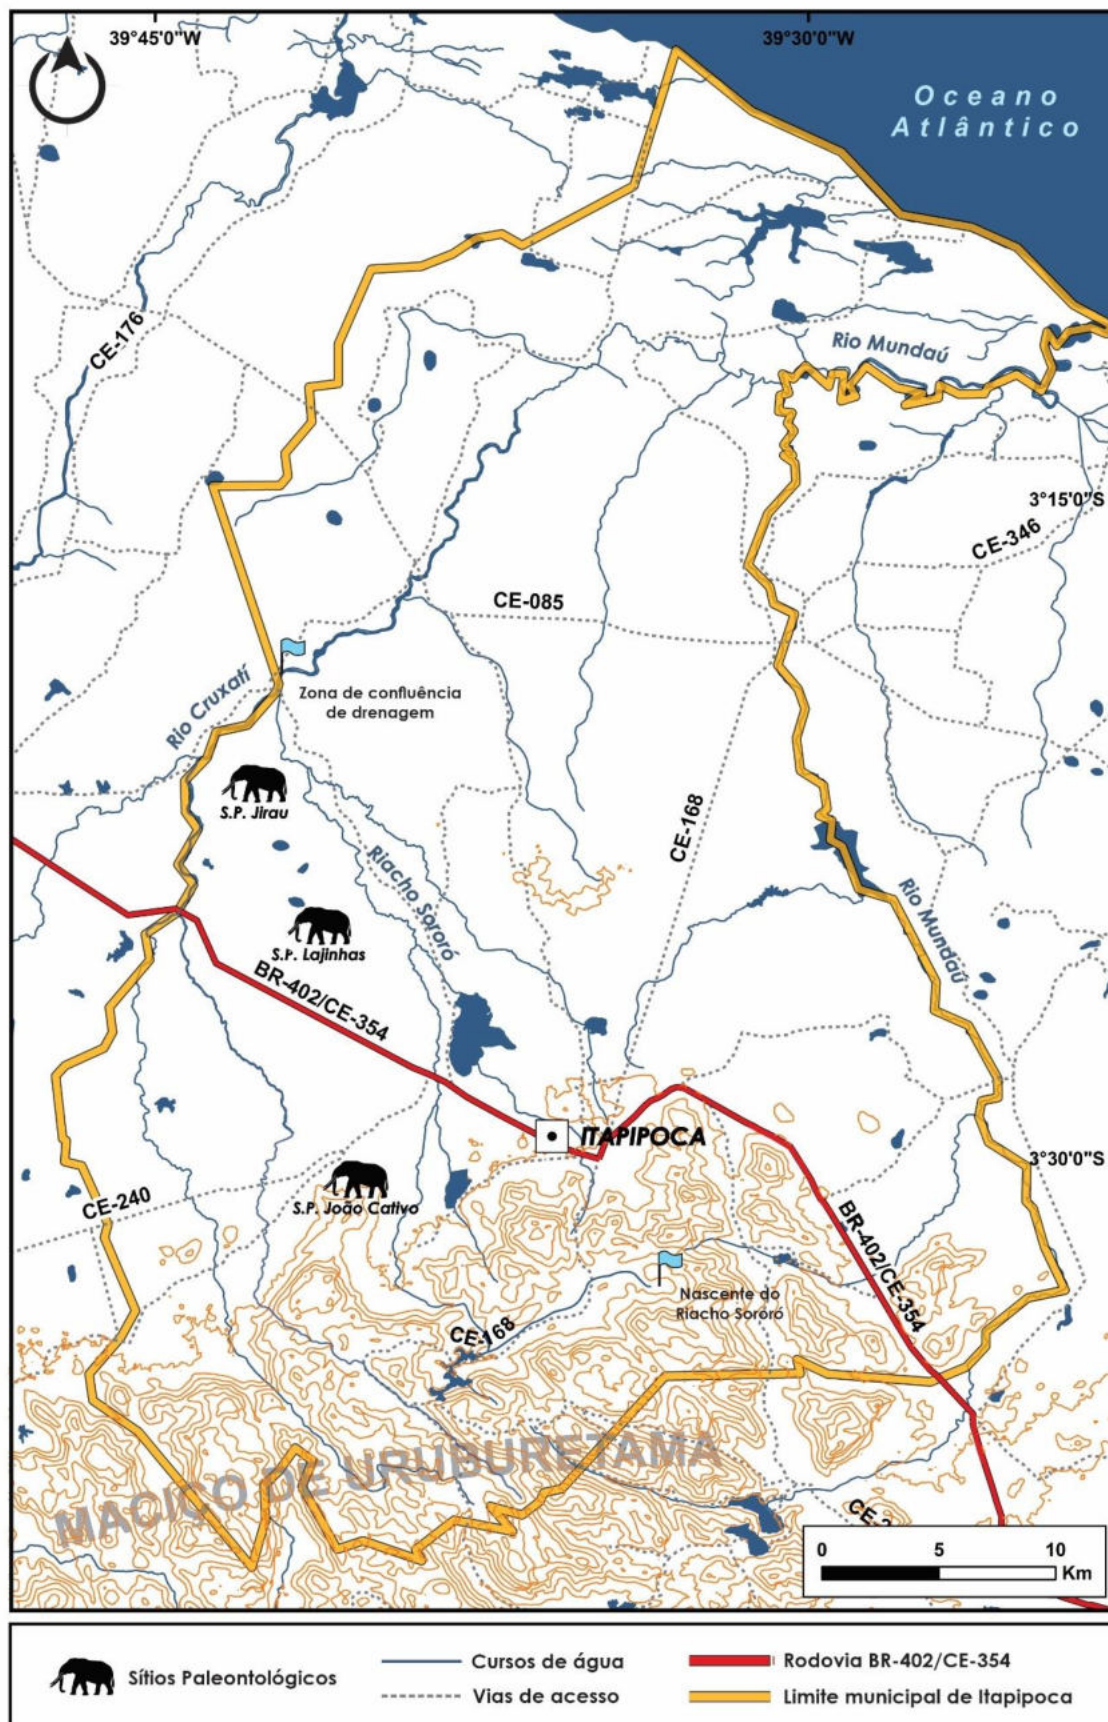 39°45'0"W
39°30'0"W
Oceano
Atlântico
CE-176
Rio Mundaú
3°15'0"S
CE-346
CE-085
Rio Cruxatí
Zona de confluência
de drenagem
S.P. Jirau
CE-168
Riacho Sororó
Rio Mundaú
S.P. Lajinhas
BR-402/CE-354
ITAPIPOCA
3°30'0"S
CE-240
S.P. João Cativo
BR-402/CE-354
Nascente do
Riacho Sororó
CE-168
MACIÇO DE URUBURETAMA
0 5 10
Km
Sítios Paleontológicos
Cursos de água
Vias de acesso
Rodovia BR-402/CE-354
Limite municipal de Itapipoca